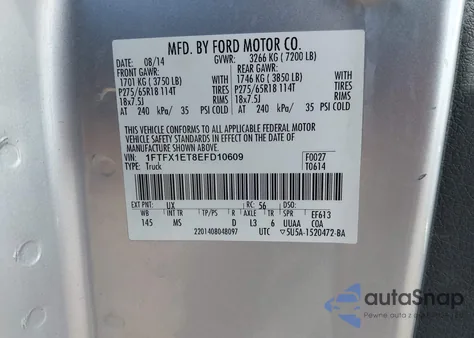 MFD. BY FORD MOTOR CO.
DATE: 08/14 GVWR: 3266 KG ( 7200 LB)
FRONT GAWR: REAR GAWR:
1701 KG ( 3750 LB) 1746 KG ( 3850 LB)
P275/65R18 114T TIRES P275/65R18 114T TIRES
18x7.5J RIMS 18x7.5J RIMS
AT 240 kPa/ 35 PSI COLD AT 240 kPa/ 35 PSI COLD
THIS VEHICLE CONFORMS TO ALL APPLICABLE FEDERAL MOTOR
VEHICLE SAFETY STANDARDS IN EFFECT ON THE DATE OF
MANUFACTURE SHOWN ABOVE.
VIN: 1FTFX1ET8EFD10609 F0027
TYPE: Truck T0614
EXT PNT: UX RC: 56 DSO:
WB INT TR TP/PS R AXLE TR SPR EF613
145 MS D L3 6 UUAA COA
2201408048097 UTC 5U5A-1520472-BA
autoSnap
Pewne auto z